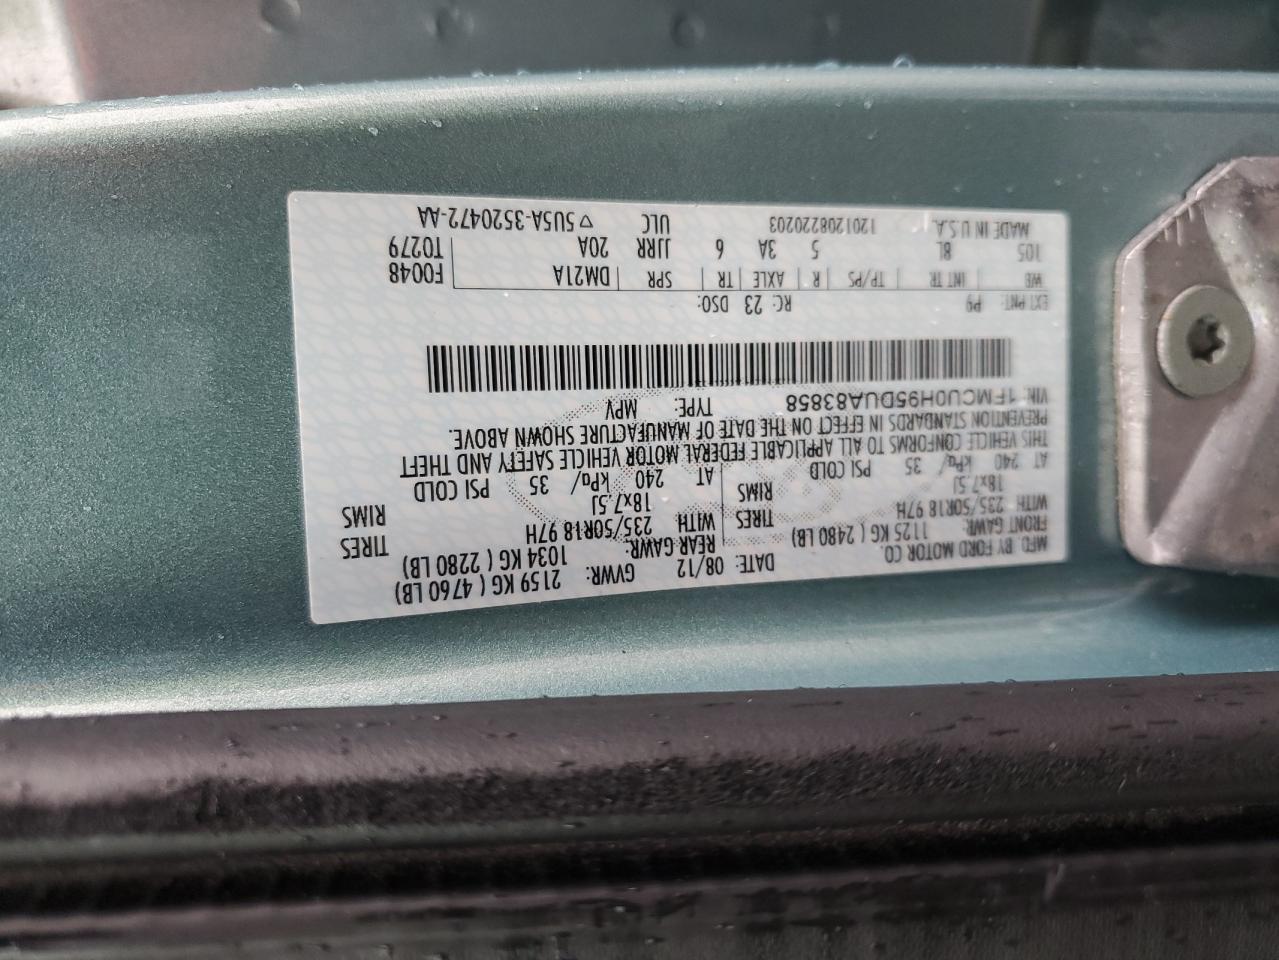 MFD BY FORD MOTOR CO. DATE: 08/12 GVWR: 2159 KG ( 4760 LB)
FRONT GAWR: 1125 KG ( 2480 LB) REAR GAWR: 1034 KG ( 2280 LB)
WITH 235/50R18 97H TIRES WITH 235/50R18 97H TIRES
18x7.5J RIMS 18x7.5J RIMS
AT 240 kPa/ 35 PSI COLD AT 240 kPa/ 35 PSI COLD
THIS VEHICLE CONFORMS TO ALL APPLICABLE FEDERAL MOTOR VEHICLE SAFETY AND THEFT
PREVENTION STANDARDS IN EFFECT ON THE DATE OF MANUFACTURE SHOWN ABOVE.
VIN: 1FMCU0H95DUA83858 TYPE: MPV
EXT PNT: P9 RC: 23 DSO:
WB INT TR TP/PS R AXLE TR SPR DM21A F0048
105 8L 5 3A 6 JJRR 20A T0279
MADE IN U.S.A. 12012082202​03 ULC ▽ 5U5A-3520472-AA